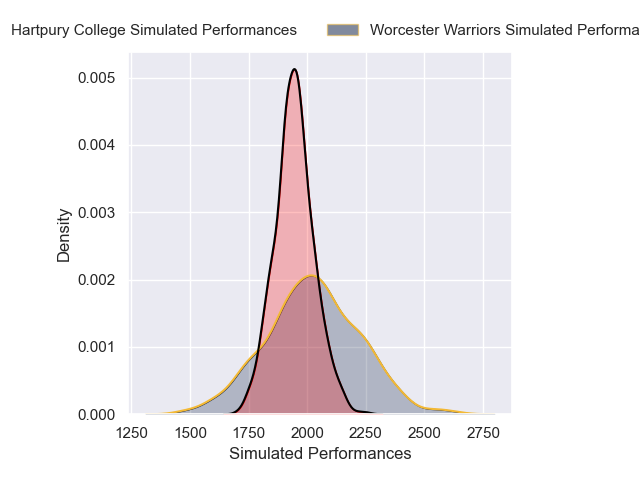 Hartpury College Simulated Performances
Worcester Warriors Simulated Performa
0.005
0.004
0.003
0.002
0.001
0.000
Density
1250 1500 1750 2000 2250 2500 2750
Simulated Performances